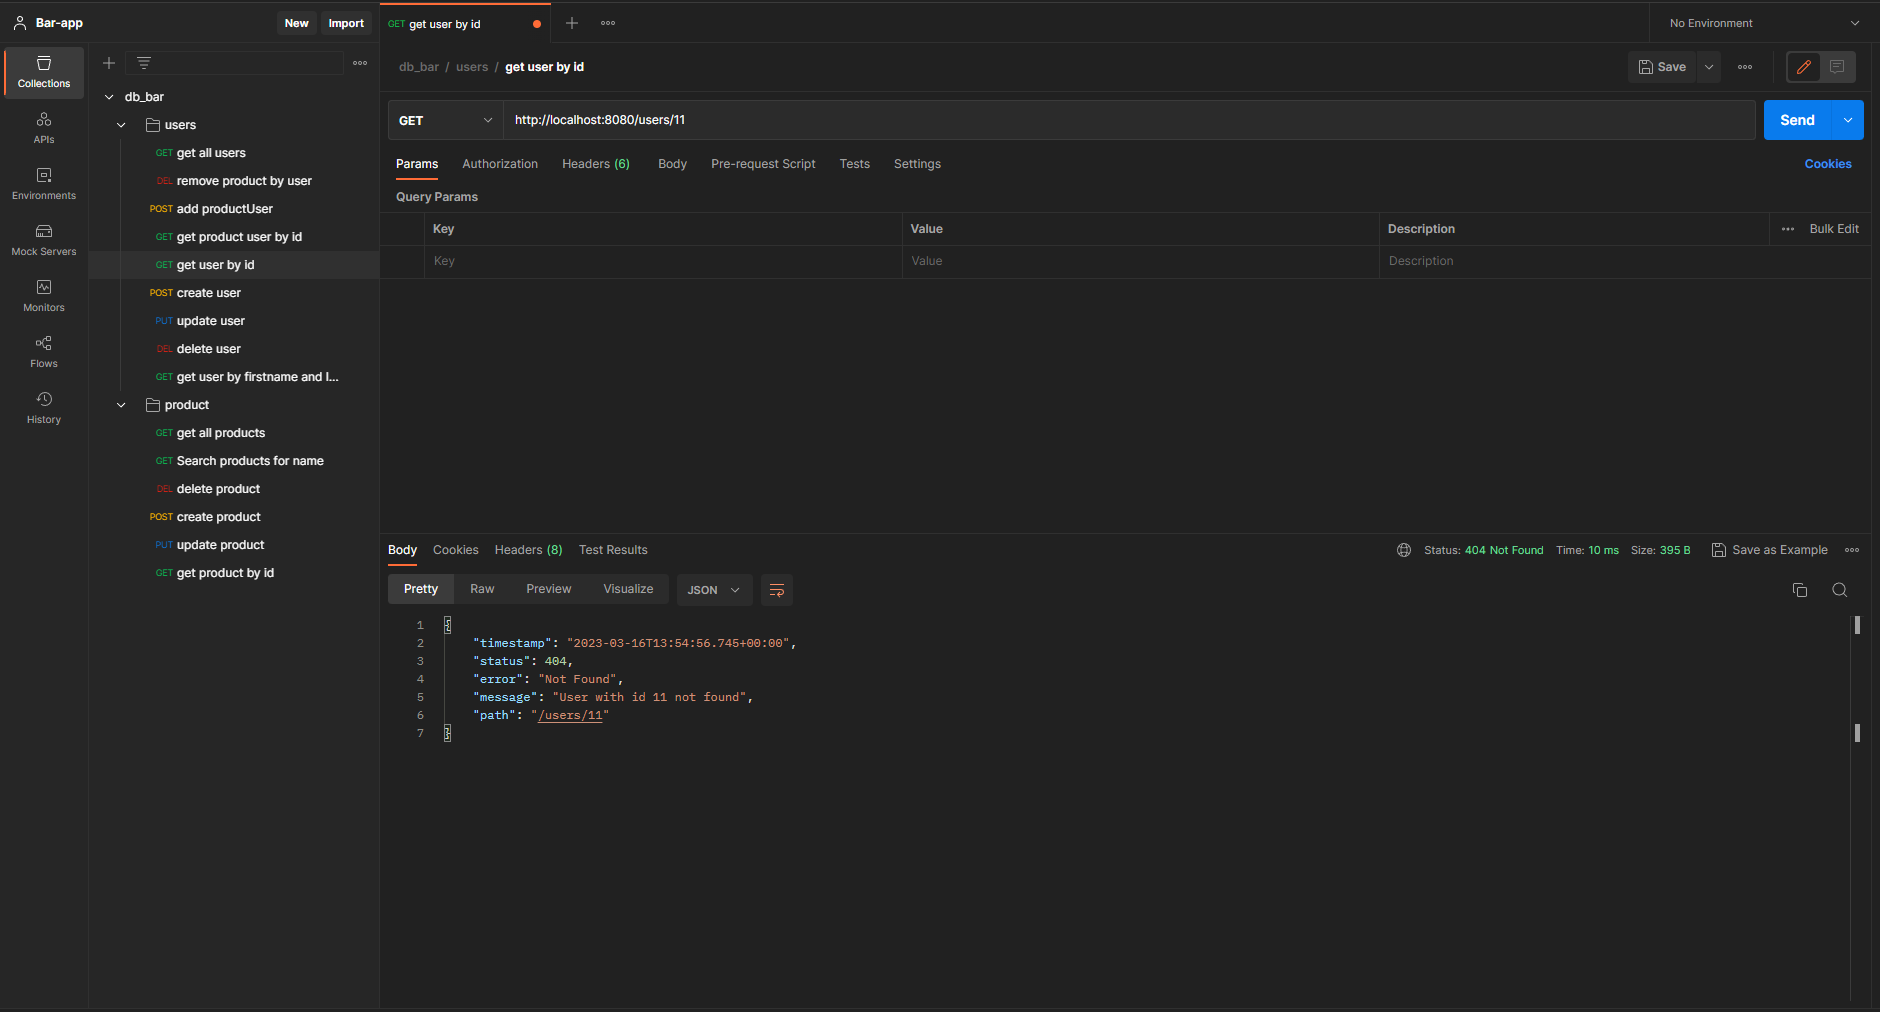 Bar-app
New
Import
GET get user by id
No Environment
Collections
APIs
Environments
Mock Servers
Monitors
Flows
History
db_bar
users
GET get all users
DEL remove product by user
POST add productUser
GET get product user by id
GET get user by id
POST create user
PUT update user
DEL delete user
GET get user by firstname and l...
product
GET get all products
GET Search products for name
DEL delete product
POST create product
PUT update product
GET get product by id
db_bar / users / get user by id
Save
GET
http://localhost:8080/users/11
Send
Params Authorization Headers (6) Body Pre-request Script Tests Settings
Cookies
Query Params
Key Value Description
Bulk Edit
Key Value Description
Body Cookies Headers (8) Test Results
Status: 404 Not Found Time: 10 ms Size: 395 B
Save as Example
Pretty Raw Preview Visualize
JSON
1 {
2 "timestamp": "2023-03-16T13:54:56.745+00:00",
3 "status": 404,
4 "error": "Not Found",
5 "message": "User with id 11 not found",
6 "path": "/users/11"
7 }